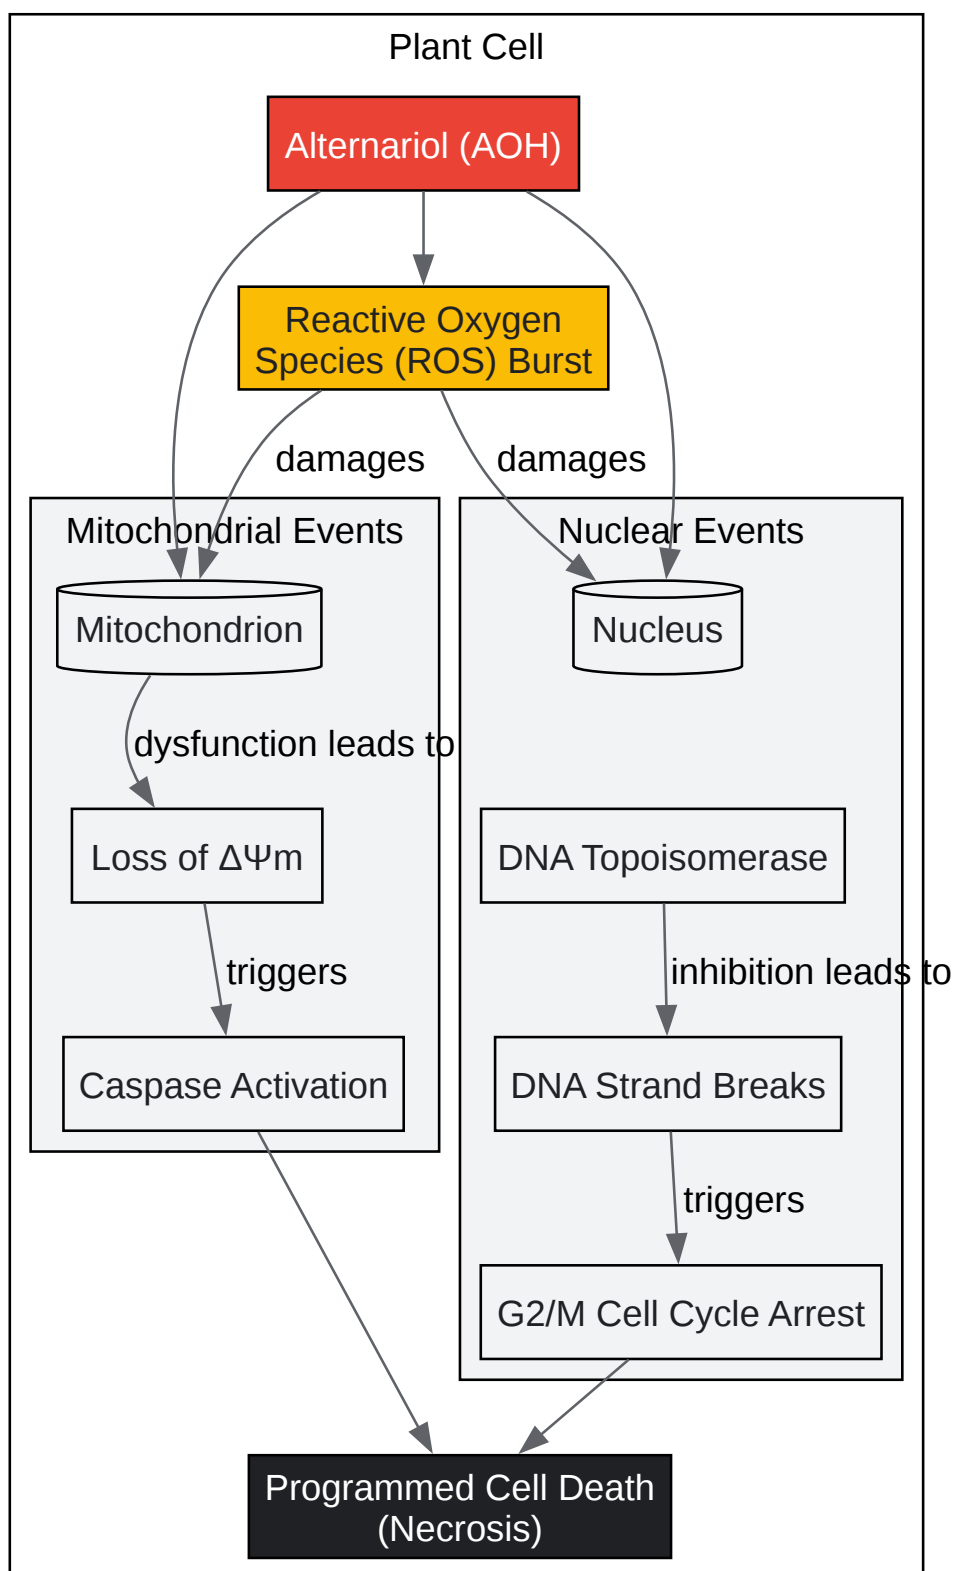 Plant Cell
Alternariol (AOH)
Reactive Oxygen
Species (ROS) Burst
damages
damages
Mitochondrial Events
Nuclear Events
Mitochondrion
Nucleus
dysfunction leads to
Loss of ΔΨm
DNA Topoisomerase
triggers
inhibition leads to
Caspase Activation
DNA Strand Breaks
triggers
G2/M Cell Cycle Arrest
Programmed Cell Death
(Necrosis)